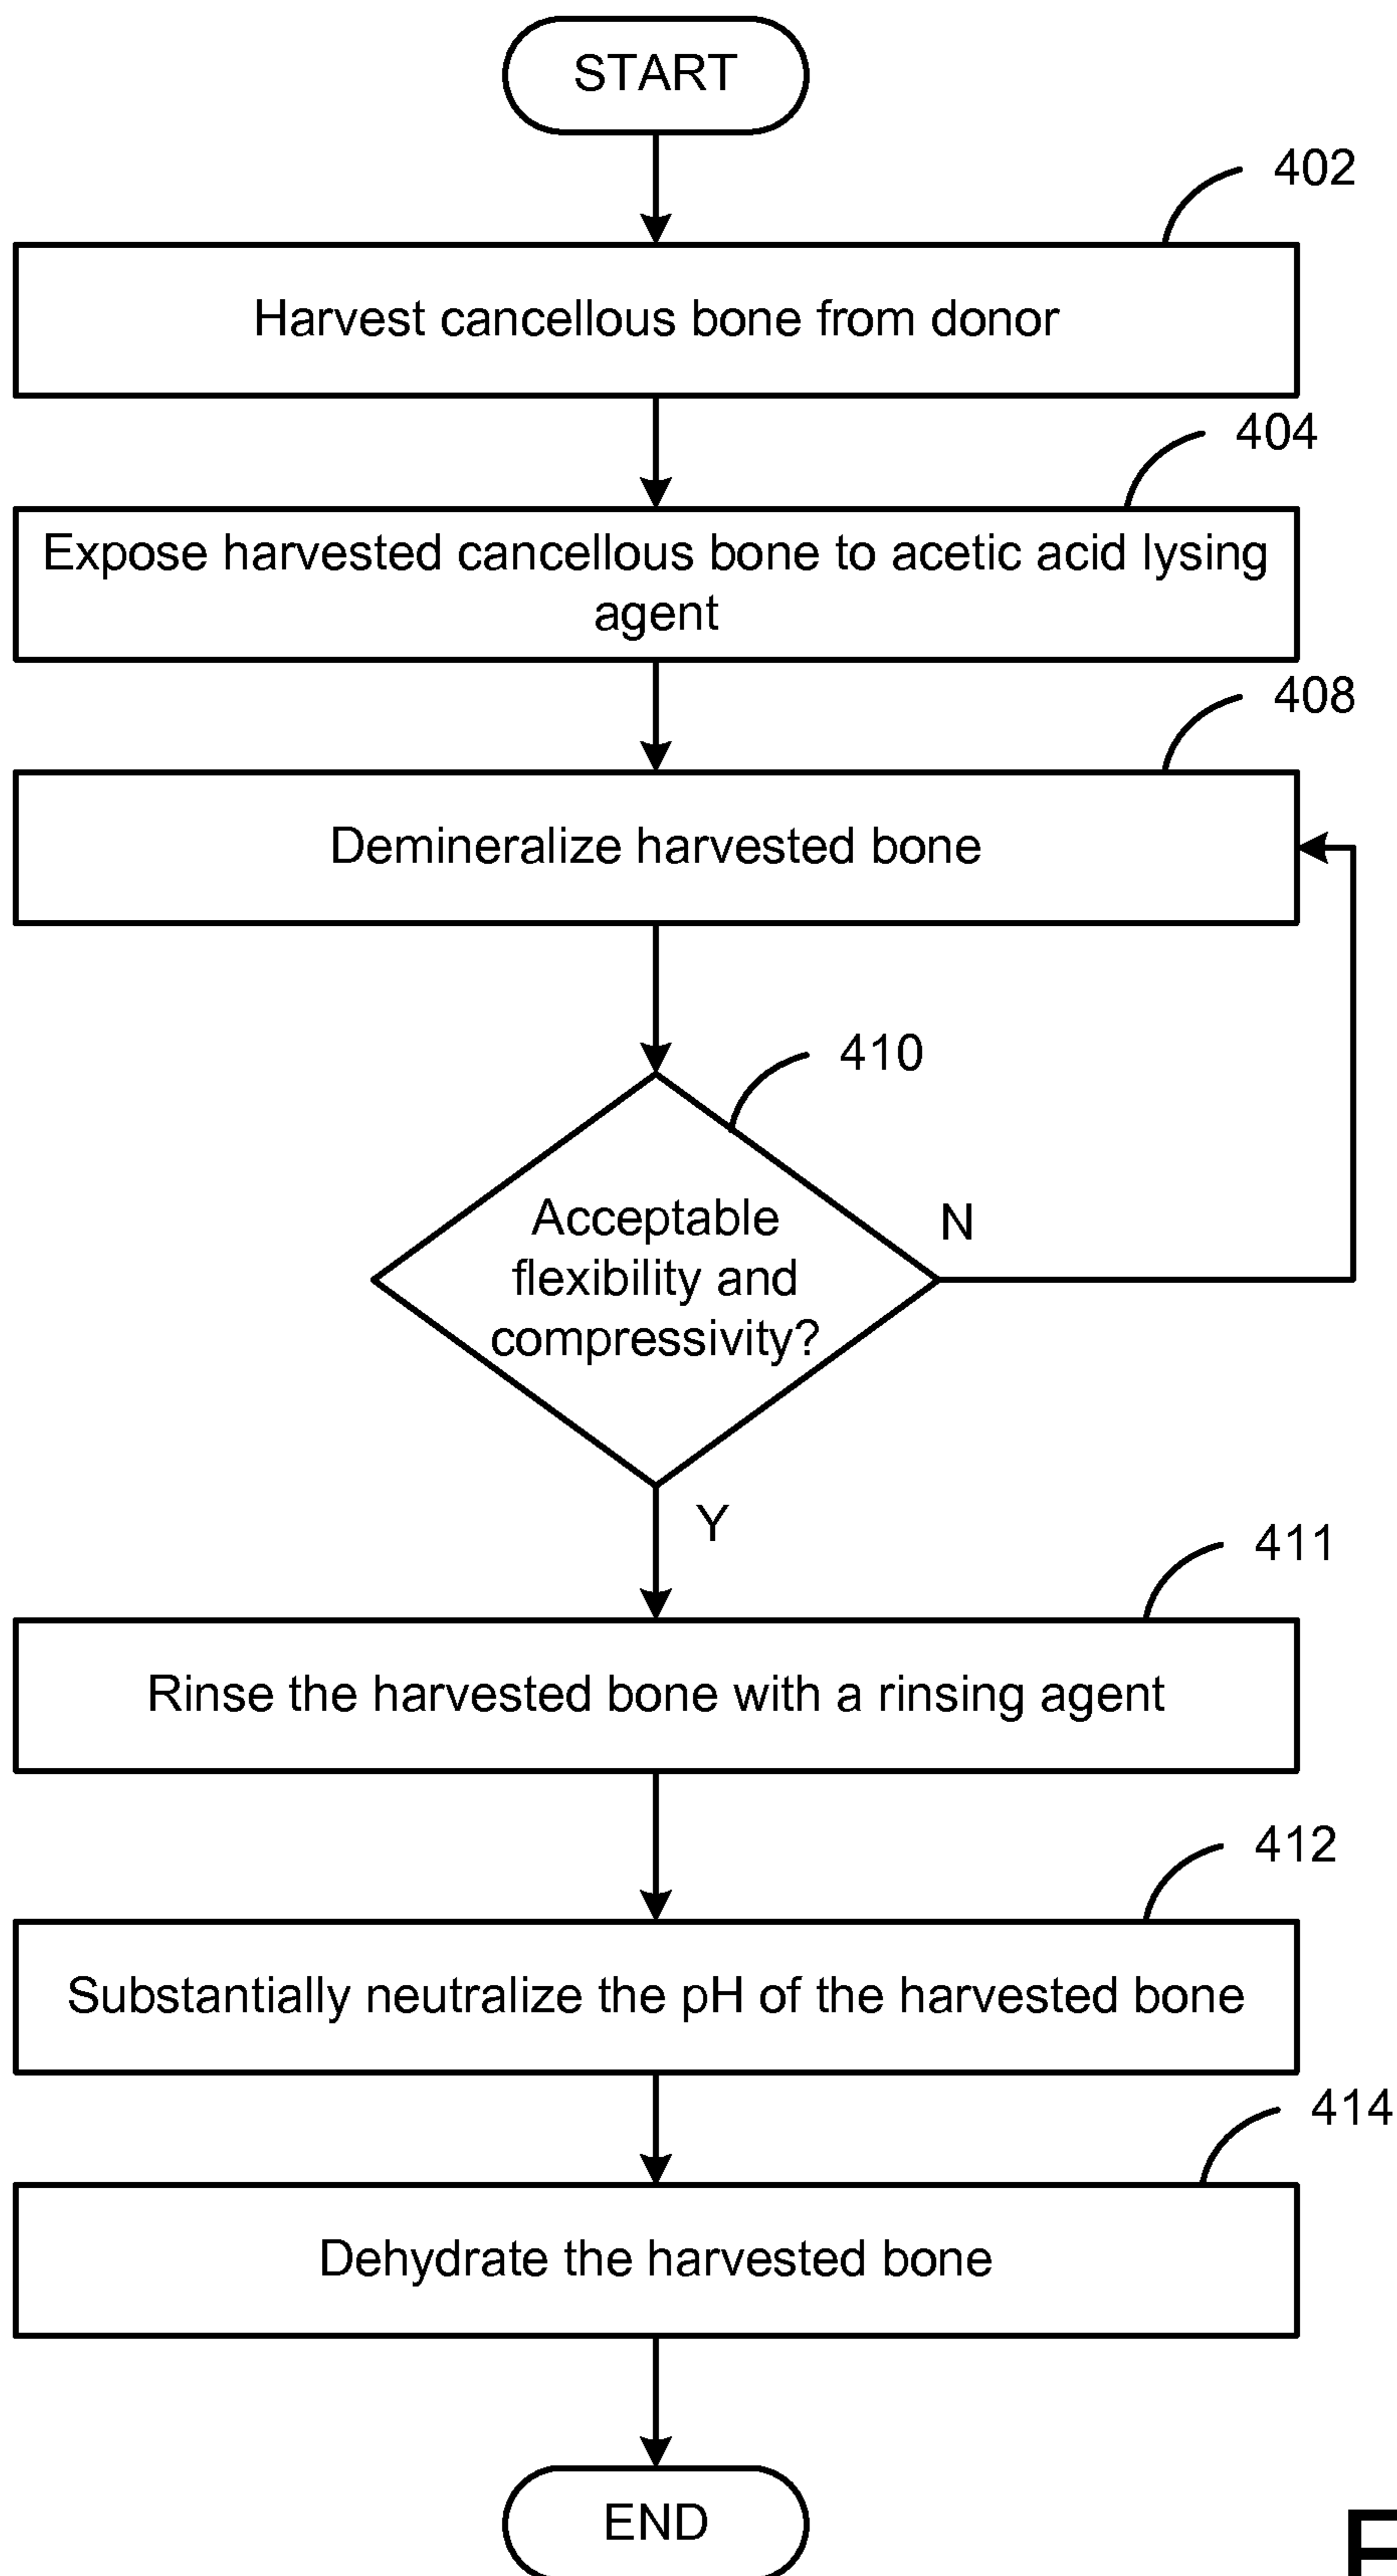 START
402
Harvest cancellous bone from donor
404
Expose harvested cancellous bone to acetic acid lysing
agent
408
Demineralize harvested bone
410
Acceptable
flexibility and
compressivity?
N
Y
411
Rinse the harvested bone with a rinsing agent
412
Substantially neutralize the pH of the harvested bone
414
Dehydrate the harvested bone
END